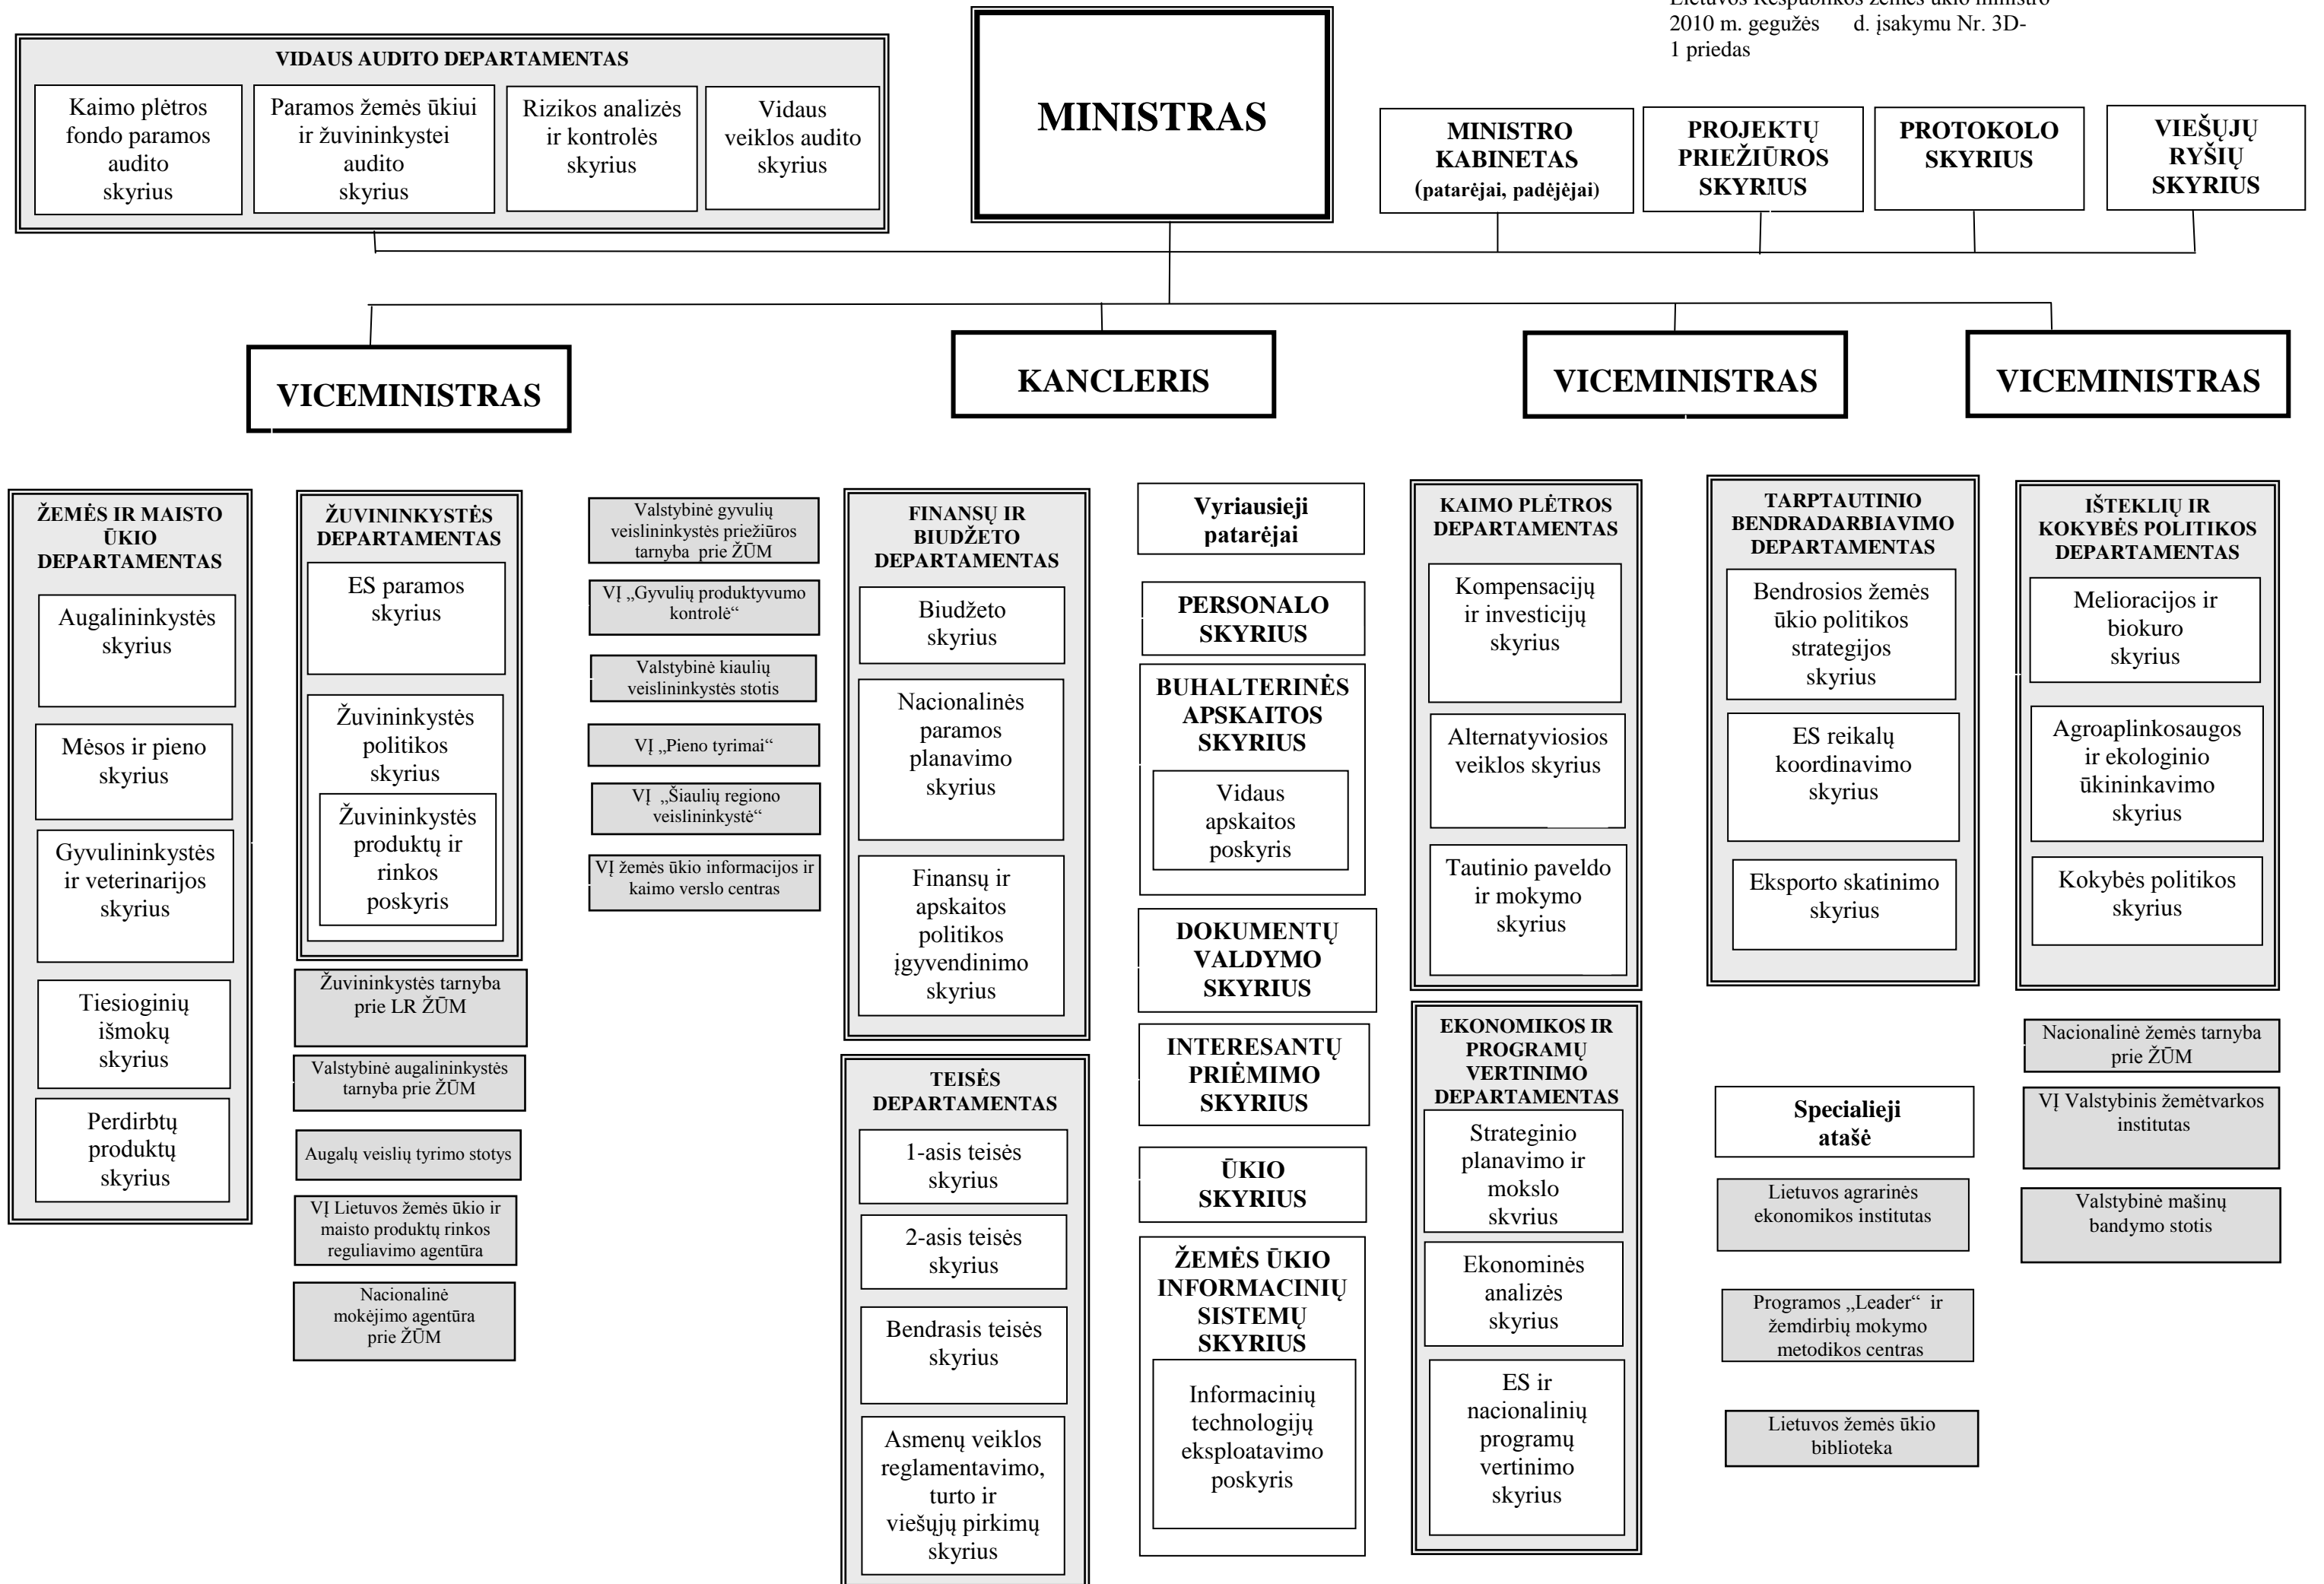 2010 m. gegužės d. įsakymu Nr. 3D-
1 priedas
VIDAUS AUDITO DEPARTAMENTAS
Kaimo plėtros
fondo paramos
audito
skyrius
Paramos žemės ūkiui
ir žuvininkystei
audito
skyrius
Rizikos analizės
ir kontrolės
skyrius
Vidaus
veiklos audito
skyrius
MINISTRAS
MINISTRO
KABINETAS
(patarėjai, padėjėjai)
PROJEKTŲ
PRIEŽIŪROS
SKYRIUS
PROTOKOLO
SKYRIUS
VIEŠŲJŲ
RYŠIŲ
SKYRIUS
VICEMINISTRAS
KANCLERIS
VICEMINISTRAS
VICEMINISTRAS
ŽEMĖS IR MAISTO
ŪKIO
DEPARTAMENTAS
Augalininkystės
skyrius
Mėsos ir pieno
skyrius
Gyvulininkystės
ir veterinarijos
skyrius
Tiesioginių
išmokų
skyrius
Perdirbtų
produktų
skyrius
ŽUVININKYSTĖS
DEPARTAMENTAS
ES paramos
skyrius
Žuvininkystės
politikos
skyrius
Žuvininkystės
produktų ir
rinkos
poskyris
Žuvininkystės tarnyba
prie LR ŽŪM
Valstybinė augalininkystės
tarnyba prie ŽŪM
Augalų veislių tyrimo stotys
VĮ Lietuvos žemės ūkio ir
maisto produktų rinkos
reguliavimo agentūra
Nacionalinė
mokėjimo agentūra
prie ŽŪM
Valstybinė gyvulių
veislininkystės priežiūros
tarnyba prie ŽŪM
VĮ „Gyvulių produktyvumo
kontrolė“
Valstybinė kiaulių
veislininkystės stotis
VĮ „Pieno tyrimai“
VĮ „Šiaulių regiono
veislininkystė“
VĮ žemės ūkio informacijos ir
kaimo verslo centras
FINANSŲ IR
BIUDŽETO
DEPARTAMENTAS
Biudžeto
skyrius
Nacionalinės
paramos
planavimo
skyrius
Finansų ir
apskaitos
politikos
įgyvendinimo
skyrius
TEISĖS
DEPARTAMENTAS
1-asis teisės
skyrius
2-asis teisės
skyrius
Bendrasis teisės
skyrius
Asmenų veiklos
reglamentavimo,
turto ir
viešųjų pirkimų
skyrius
Vyriausieji
patarėjai
PERSONALO
SKYRIUS
BUHALTERINĖS
APSKAITOS
SKYRIUS
Vidaus
apskaitos
poskyris
DOKUMENTŲ
VALDYMO
SKYRIUS
INTERESANTŲ
PRIĖMIMO
SKYRIUS
ŪKIO
SKYRIUS
ŽEMĖS ŪKIO
INFORMACINIŲ
SISTEMŲ
SKYRIUS
Informacinių
technologijų
eksploatavimo
poskyris
KAIMO PLĖTROS
DEPARTAMENTAS
Kompensacijų
ir investicijų
skyrius
Alternatyviosios
veiklos skyrius
Tautinio paveldo
ir mokymo
skyrius
EKONOMIKOS IR
PROGRAMŲ
VERTINIMO
DEPARTAMENTAS
Strateginio
planavimo ir
mokslo
skyrius
Ekonominės
analizės
skyrius
ES ir
nacionalinių
programų
vertinimo
skyrius
TARPTAUTINIO
BENDRADARBIAVIMO
DEPARTAMENTAS
Bendrosios žemės
ūkio politikos
strategijos
skyrius
ES reikalų
koordinavimo
skyrius
Eksporto skatinimo
skyrius
Specialieji
atašė
Lietuvos agrarinės
ekonomikos institutas
Programos „Leader“ ir
žemdirbių mokymo
metodikos centras
Lietuvos žemės ūkio
biblioteka
IŠTEKLIŲ IR
KOKYBĖS POLITIKOS
DEPARTAMENTAS
Melioracijos ir
biokuro
skyrius
Agroaplinkosaugos
ir ekologinio
ūkininkavimo
skyrius
Kokybės politikos
skyrius
Nacionalinė žemės tarnyba
prie ŽŪM
VĮ Valstybinis žemėtvarkos
institutas
Valstybinė mašinų
bandymo stotis